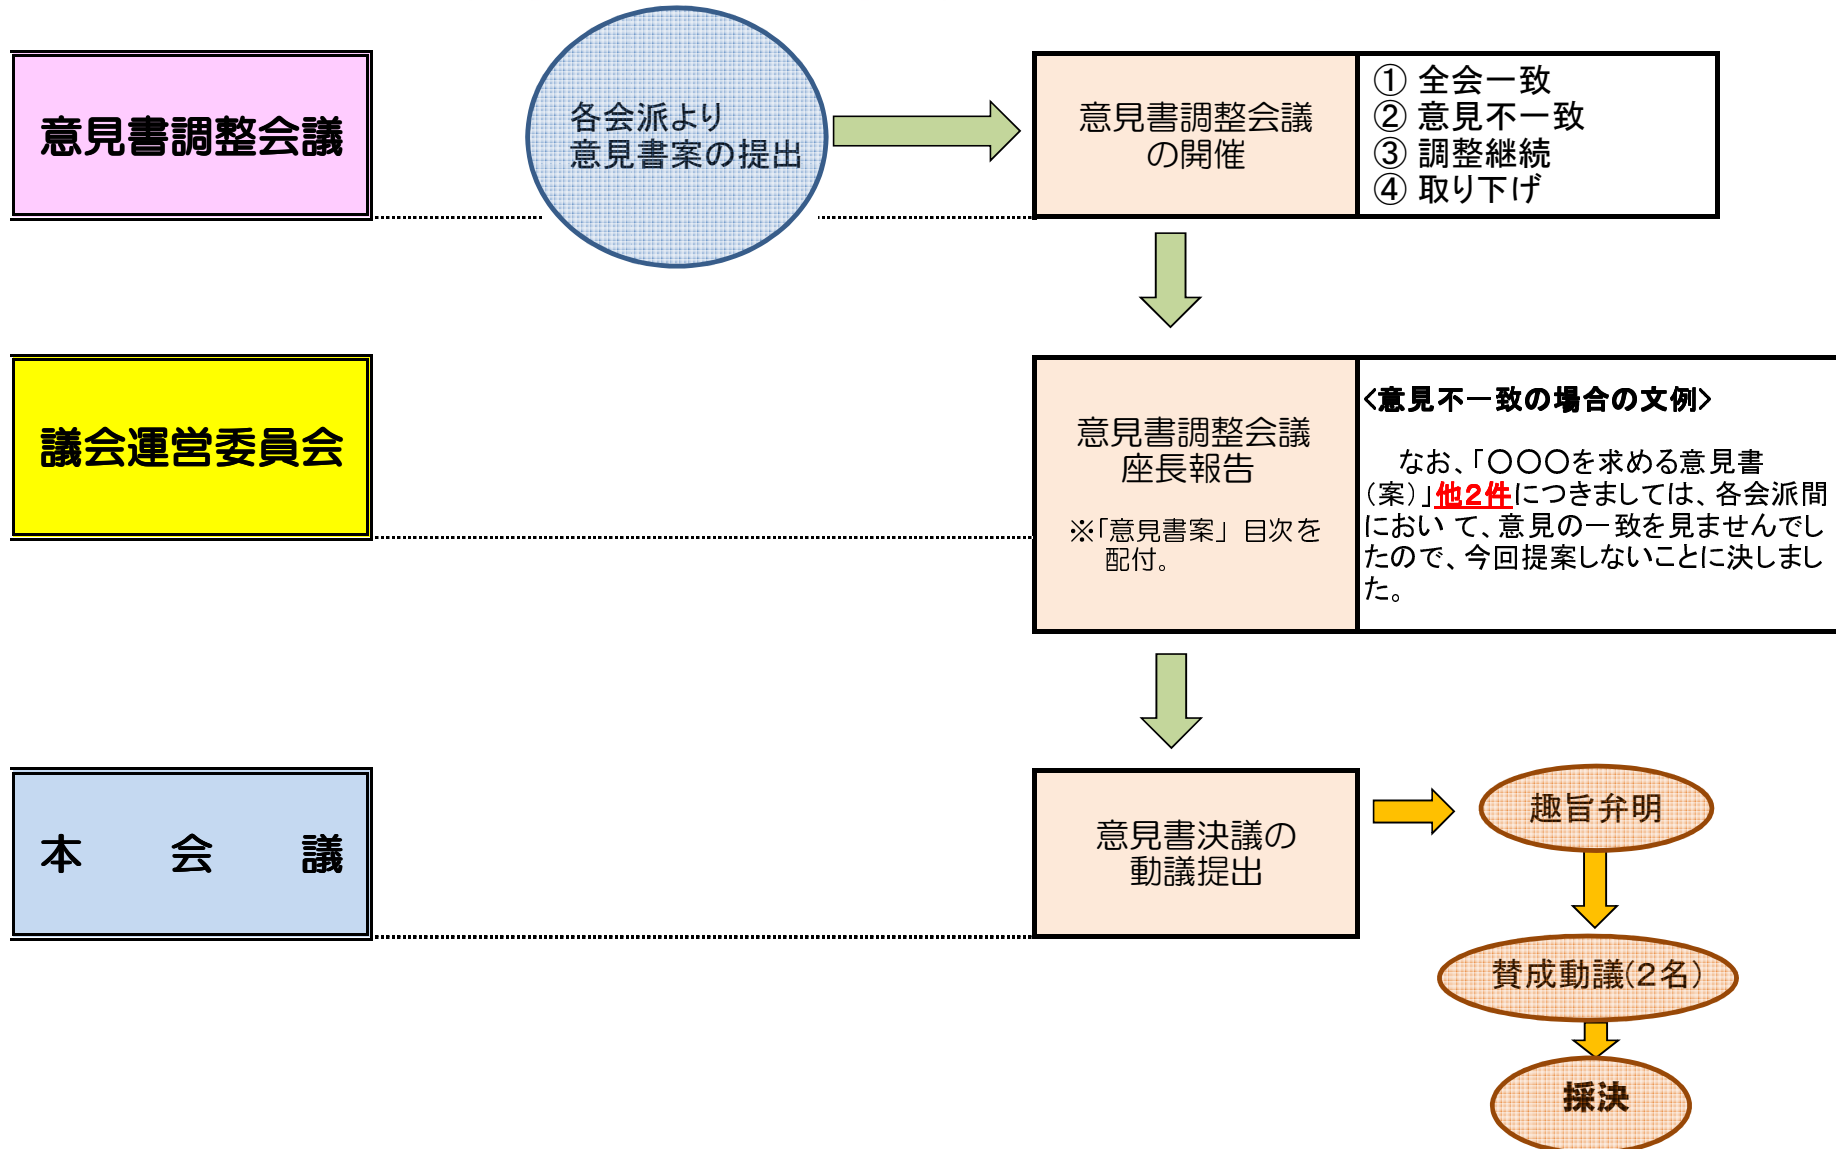 意見書調整会議
各会派より
意見書案の提出
意見書調整会議
の開催
① 全会一致
② 意見不一致
③ 調整継続
④ 取り下げ
議会運営委員会
意見書調整会議
座長報告
※「意見書案」目次を
配付。
<意見不一致の場合の文例>
なお、「〇〇〇を求める意見書
（案）」他２件につきましては、各会派間
におい て、意見の一致を見ませんでし
たので、今回提案しないことに決しまし
た。
本　会　議
意見書決議の
動議提出
趣旨弁明
賛成動議(２名)
採決